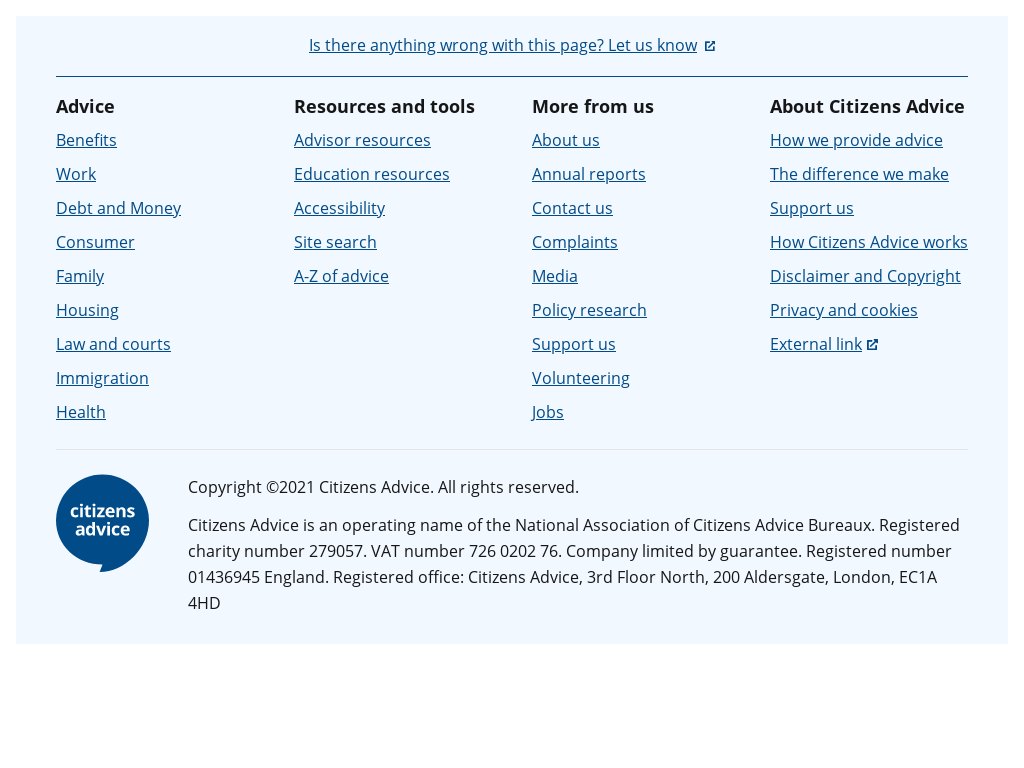 Is there anything wrong with this page? Let us know
Advice
Benefits
Work
Debt and Money
Consumer
Family
Housing
Law and courts
Immigration
Health
Resources and tools
Advisor resources
Education resources
Accessibility
Site search
A-Z of advice
More from us
About us
Annual reports
Contact us
Complaints
Media
Policy research
Support us
Volunteering
Jobs
About Citizens Advice
How we provide advice
The difference we make
Support us
How Citizens Advice works
Disclaimer and Copyright
Privacy and cookies
External link
citizens
advice
Copyright ©2021 Citizens Advice. All rights reserved.
Citizens Advice is an operating name of the National Association of Citizens Advice Bureaux. Registered
charity number 279057. VAT number 726 0202 76. Company limited by guarantee. Registered number
01436945 England. Registered office: Citizens Advice, 3rd Floor North, 200 Aldersgate, London, EC1A
4HD